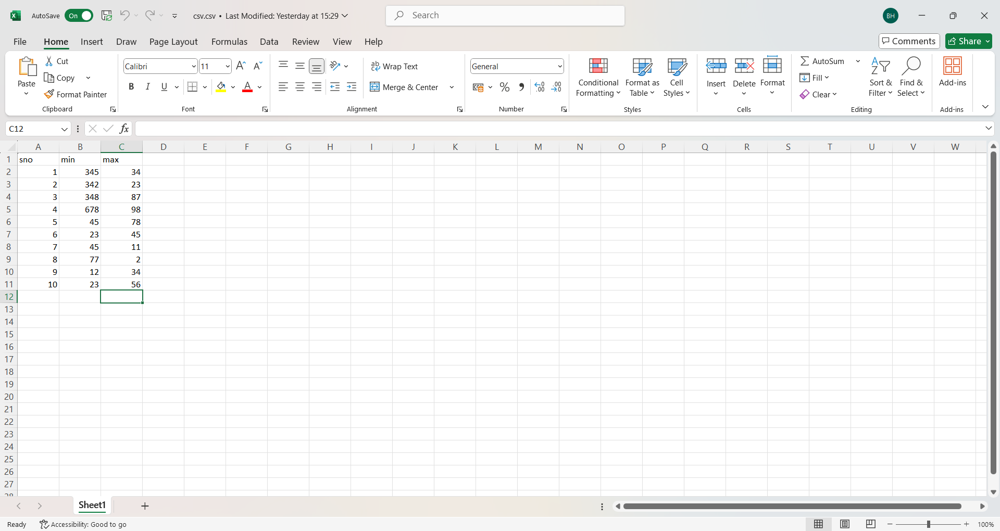 AutoSave On csv.csv • Last Modified: Yesterday at 15:29 Search BH
File Home Insert Draw Page Layout Formulas Data Review View Help Comments Share
Paste
Cut
Copy
Format Painter
Clipboard
Calibri 11
B I U
Font
Wrap Text
Merge & Center
Alignment
General
Number
Conditional
Formatting
Format as
Table
Cell
Styles
Styles
Insert Delete Format
Cells
AutoSum
Fill
Clear
Sort &
Filter
Find &
Select
Editing
Add-ins
Add-ins
C12 fx
A B C D E F G H I J K L M N O P Q R S T U V W
1 sno min max
2 1 345 34
3 2 342 23
4 3 348 87
5 4 678 98
6 5 45 78
7 6 23 45
8 7 45 11
9 8 77 2
10 9 12 34
11 10 23 56
12
13
14
15
16
17
18
19
20
21
22
23
24
25
26
27
Sheet1
Ready Accessibility: Good to go 100%